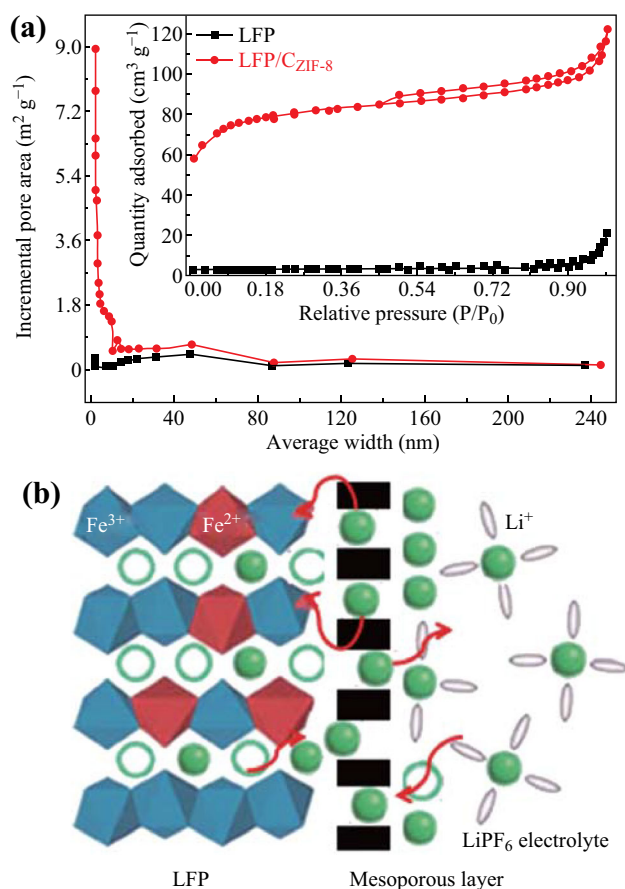 (a)
Incremental pore area (m² g⁻¹)
9.0
7.2
5.4
3.6
1.8
0
0
40
80
120
160
200
240
Average width (nm)
Quantity adsorbed (cm³ g⁻¹)
120
100
80
60
40
20
0
0.00
0.18
0.36
0.54
0.72
0.90
Relative pressure (P/P₀)
LFP
LFP/C_ZIF-8
(b)
Fe³⁺
Fe²⁺
Li⁺
LiPF₆ electrolyte
LFP
Mesoporous layer